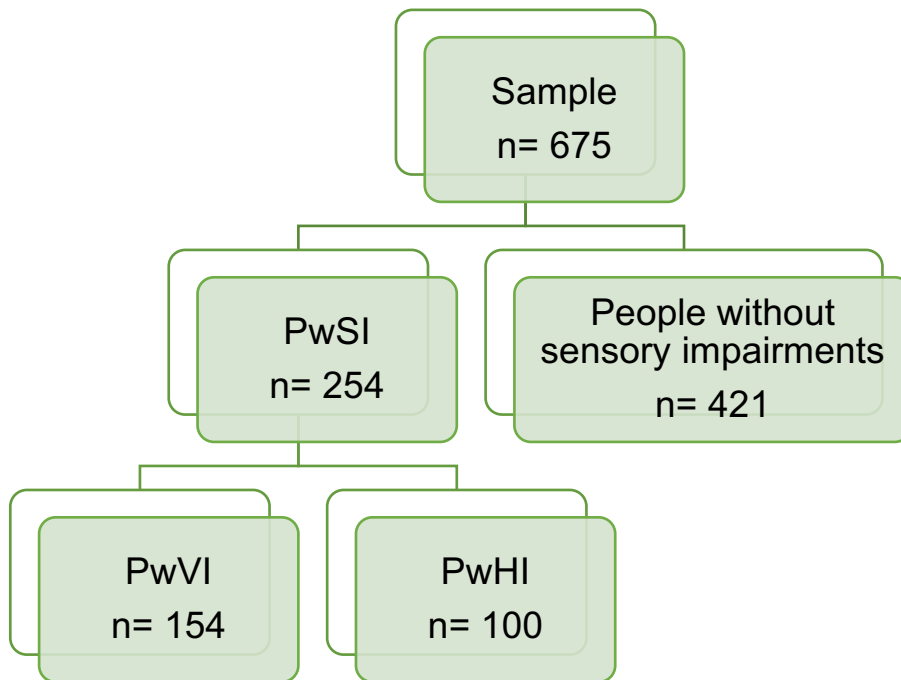 Sample
n= 675
PwSI
n= 254
People without
sensory impairments
n= 421
PwVI
n= 154
PwHI
n= 100